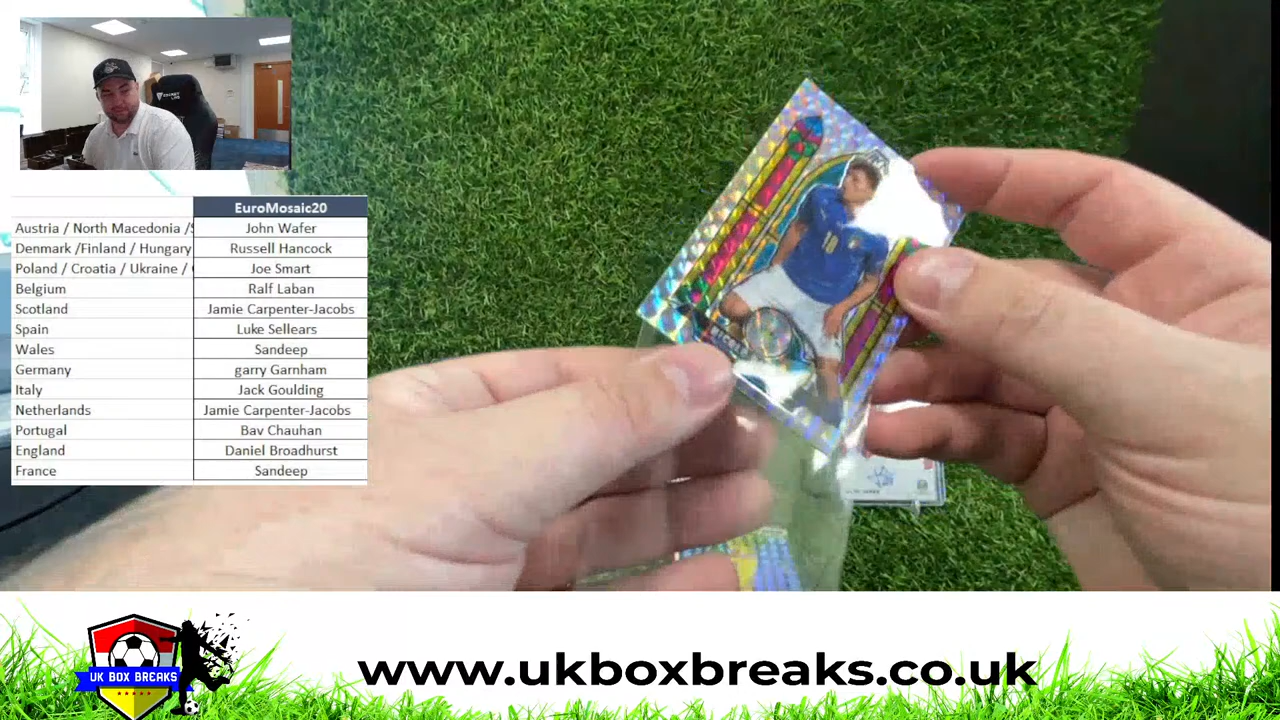 EuroMosaic20
Austria / North Macedonia /S John Wafer
Denmark /Finland / Hungary Russell Hancock
Poland / Croatia / Ukraine / Joe Smart
Belgium Ralf Laban
Scotland Jamie Carpenter-Jacobs
Spain Luke Sellears
Wales Sandeep
Germany garry Garnham
Italy Jack Goulding
Netherlands Jamie Carpenter-Jacobs
Portugal Bav Chauhan
England Daniel Broadhurst
France Sandeep
10
UK BOX BREAKS
www.ukboxbreaks.co.uk